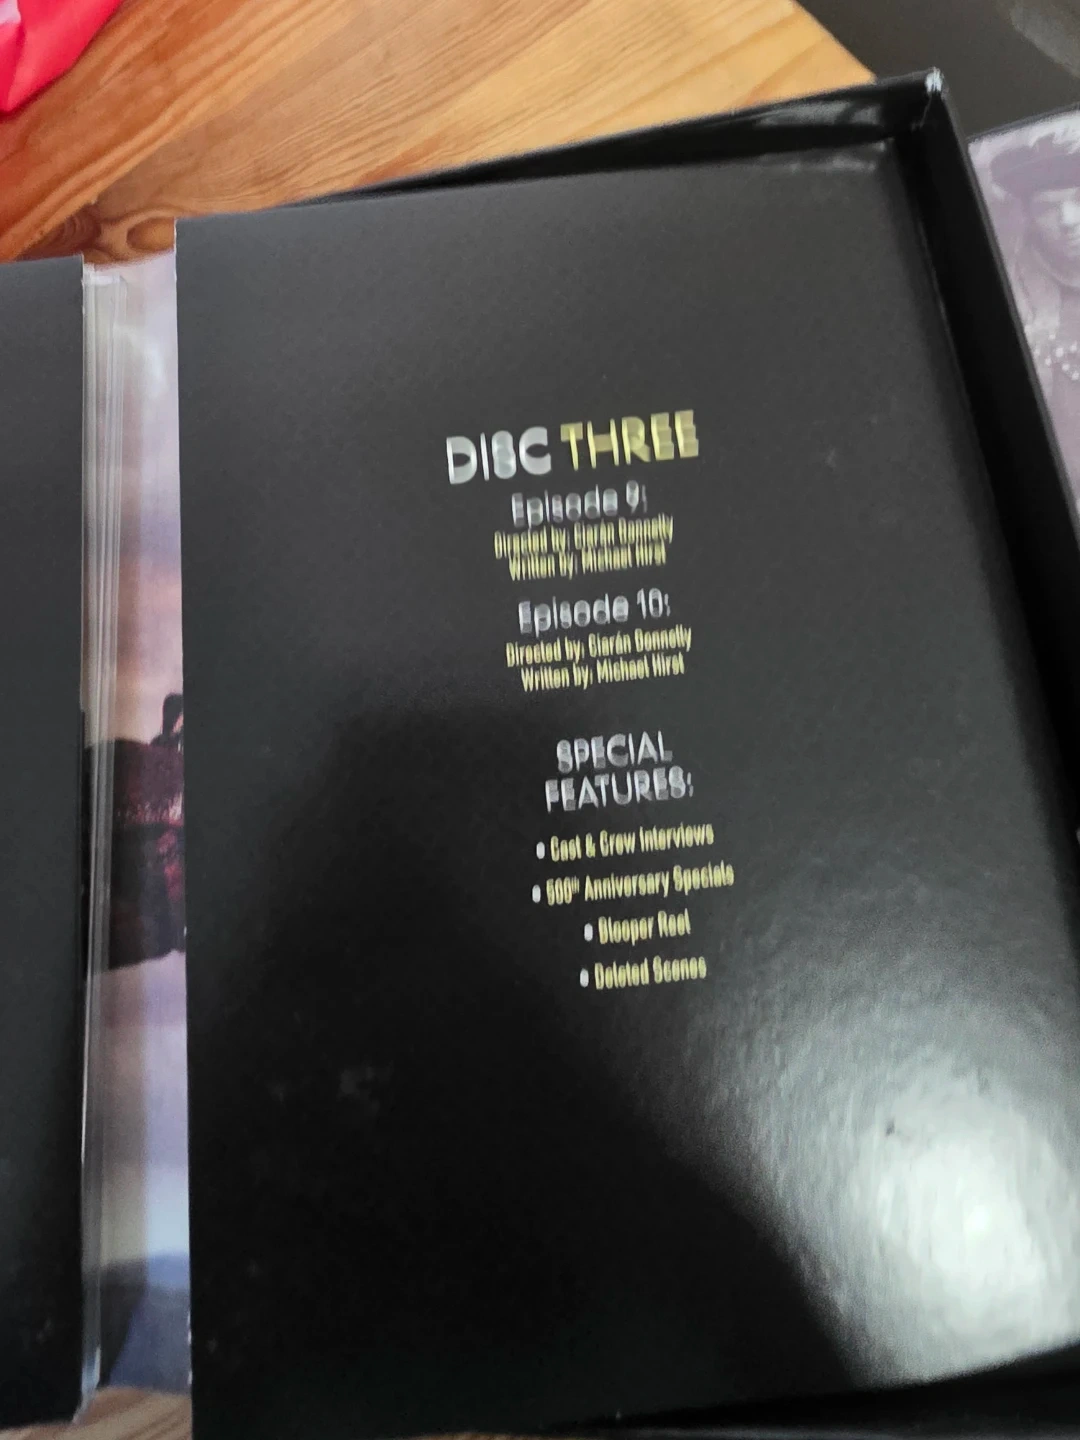 DISC THREE
Episode 9:
Directed by: Ciarán Donnelly
Written by: Michael Hirst
Episode 10:
Directed by: Ciarán Donnelly
Written by: Michael Hirst
SPECIAL
FEATURES:
• Cast & Crew Interviews
• 500th Anniversary Specials
• Blooper Reel
• Deleted Scenes